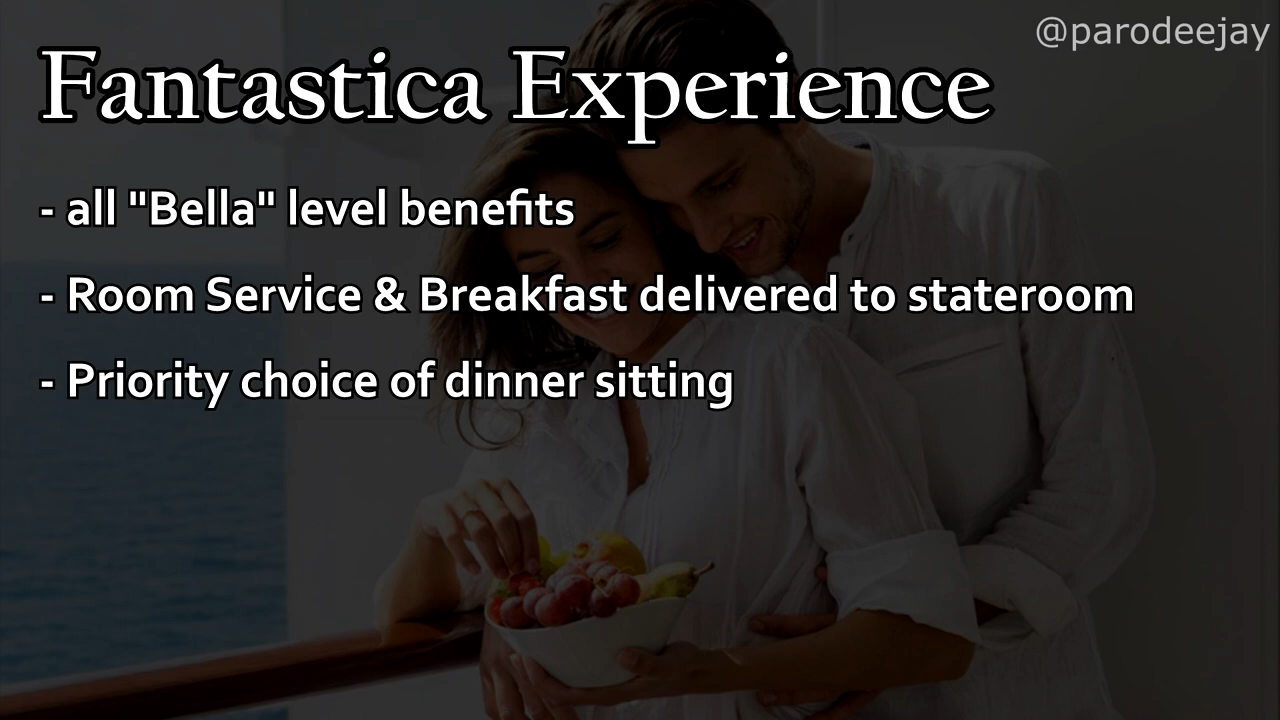 @parodeejay
Fantastica Experience
- all "Bella" level benefits
- Room Service & Breakfast delivered to stateroom
- Priority choice of dinner sitting